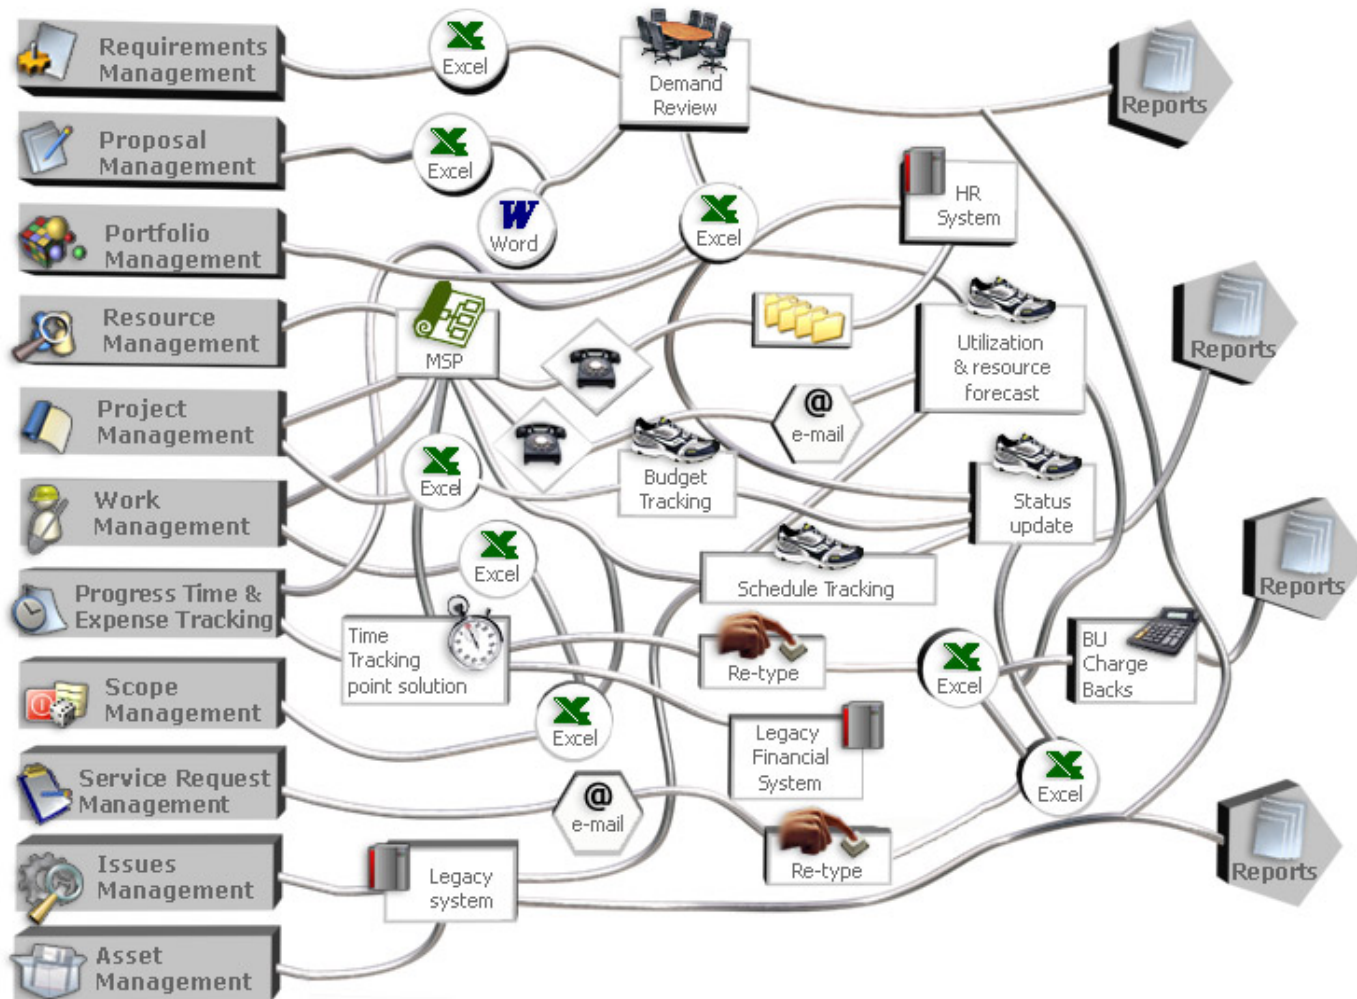 Requirements
Management
Excel
Demand
Review
Reports
Proposal
Management
Excel
Word
Excel
HR
System
Portfolio
Management
Resource
Management
MSP
Utilization
& resource
forecast
Reports
Project
Management
@
e-mail
Excel
Budget
Tracking
Status
update
Work
Management
Excel
Schedule Tracking
Reports
Progress Time &
Expense Tracking
Time
Tracking
point solution
Re-type
Excel
BU
Charge
Backs
Scope
Management
Excel
Legacy
Financial
System
Excel
Service Request
Management
@
e-mail
Re-type
Reports
Issues
Management
Legacy
system
Asset
Management